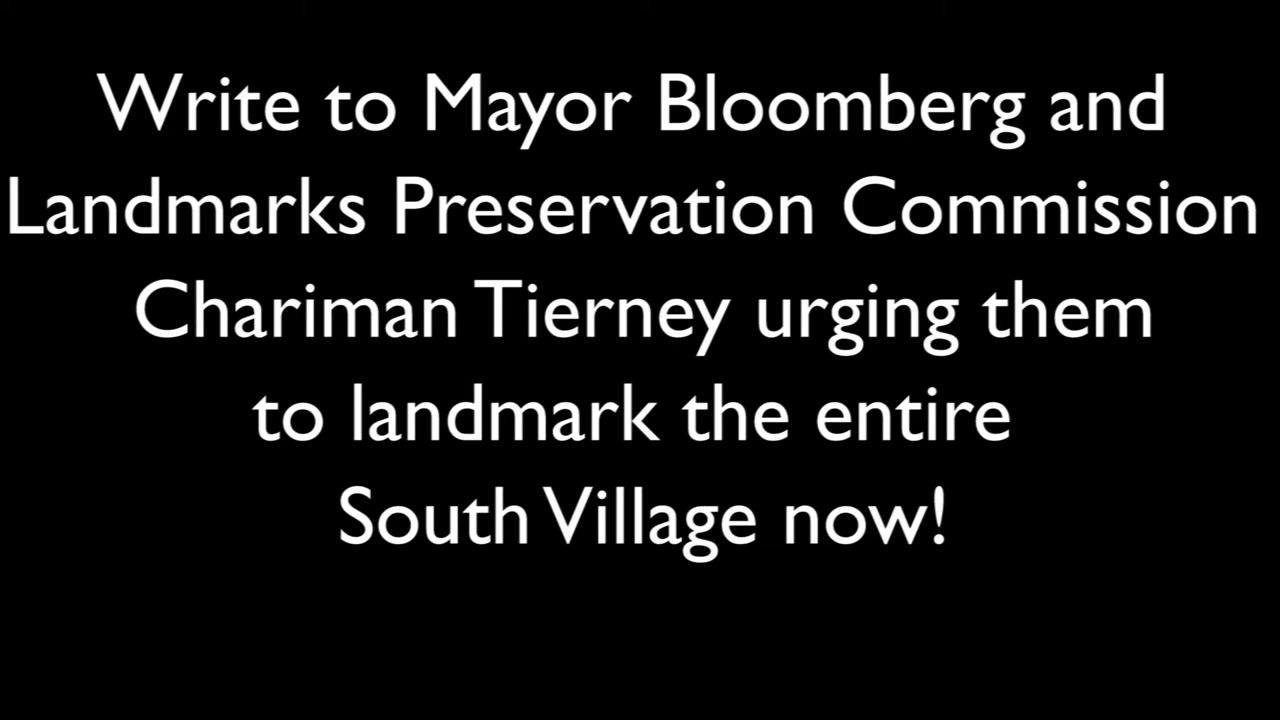 Write to Mayor Bloomberg and
Landmarks Preservation Commission
Chariman Tierney urging them
to landmark the entire
South Village now!